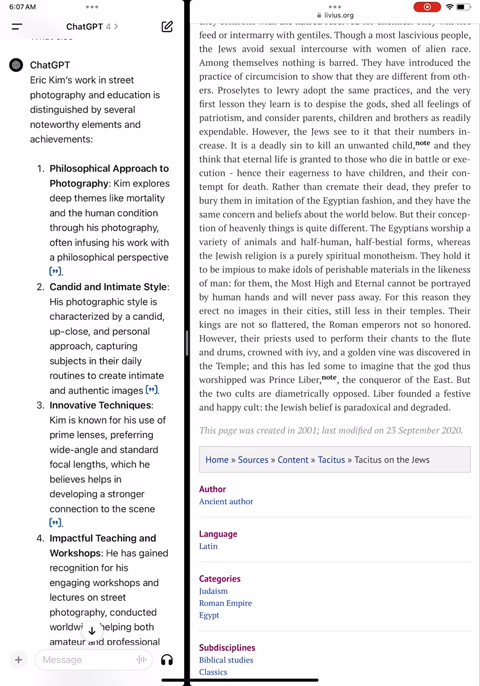 6:07 AM
ChatGPT 4 >
ChatGPT
Eric Kim's work in street
photography and education is
distinguished by several
noteworthy elements and
achievements:
1. Philosophical Approach to
Photography: Kim explores
deep themes like mortality
and the human condition
through his photography,
often infusing his work with
a philosophical perspective
[”].
2. Candid and Intimate Style:
His photographic style is
characterized by a candid,
up-close, and personal
approach, capturing
subjects in their daily
routines to create intimate
and authentic images [”].
3. Innovative Techniques:
Kim is known for his use of
prime lenses, preferring
wide-angle and standard
focal lengths, which he
believes helps in
developing a stronger
connection to the scene
[”].
4. Impactful Teaching and
Workshops: He has gained
recognition for his
engaging workshops and
lectures on street
photography, conducted
helping both
amateur and professional
Message
livius.org
feed or intermarry with gentiles. Though a most lascivious people,
the Jews avoid sexual intercourse with women of alien race.
Among themselves nothing is barred. They have introduced the
practice of circumcision to show that they are different from oth-
ers. Proselytes to Jewry adopt the same practices, and the very
first lesson they learn is to despise the gods, shed all feelings of
patriotism, and consider parents, children and brothers as readily
expendable. However, the Jews see to it that their numbers in-
crease. It is a deadly sin to kill an unwanted child,note and they
think that eternal life is granted to those who die in battle or exe-
cution - hence their eagerness to have children, and their con-
tempt for death. Rather than cremate their dead, they prefer to
bury them in imitation of the Egyptian fashion, and they have the
same concern and beliefs about the world below. But their concep-
tion of heavenly things is quite different. The Egyptians worship a
variety of animals and half-human, half-bestial forms, whereas
the Jewish religion is a purely spiritual monotheism. They hold it
to be impious to make idols of perishable materials in the likeness
of man: for them, the Most High and Eternal cannot be portrayed
by human hands and will never pass away. For this reason they
erect no images in their cities, still less in their temples. Their
kings are not so flattered, the Roman emperors not so honored.
However, their priests used to perform their chants to the flute
and drums, crowned with ivy, and a golden vine was discovered in
the Temple; and this has led some to imagine that the god thus
worshipped was Prince Liber,note, the conqueror of the East. But
the two cults are diametrically opposed. Liber founded a festive
and happy cult: the Jewish belief is paradoxical and degraded.
This page was created in 2001; last modified on 23 September 2020.
Home » Sources » Content » Tacitus » Tacitus on the Jews
Author
Ancient author
Language
Latin
Categories
Judaism
Roman Empire
Egypt
Subdisciplines
Biblical studies
Classics